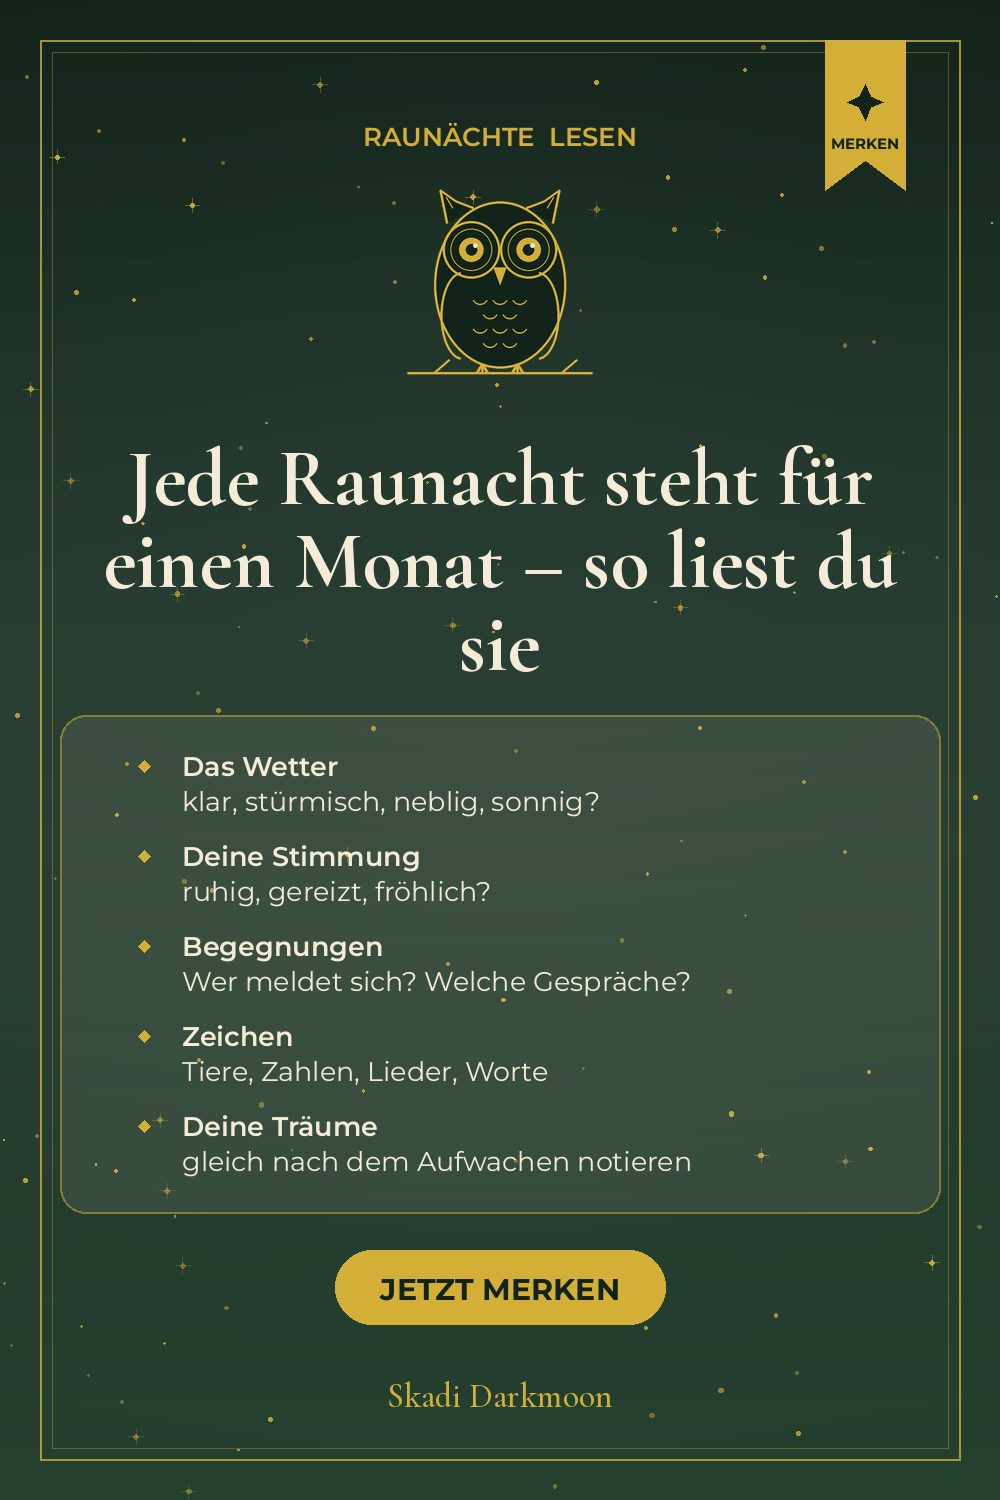 RAUNÄCHTE LESEN
MERKEN
Jede Raunacht steht für
einen Monat – so liest du
sie
Das Wetter
klar, stürmisch, neblig, sonnig?
Deine Stimmung
ruhig, gereizt, fröhlich?
Begegnungen
Wer meldet sich? Welche Gespräche?
Zeichen
Tiere, Zahlen, Lieder, Worte
Deine Träume
gleich nach dem Aufwachen notieren
JETZT MERKEN
Skadi Darkmoon